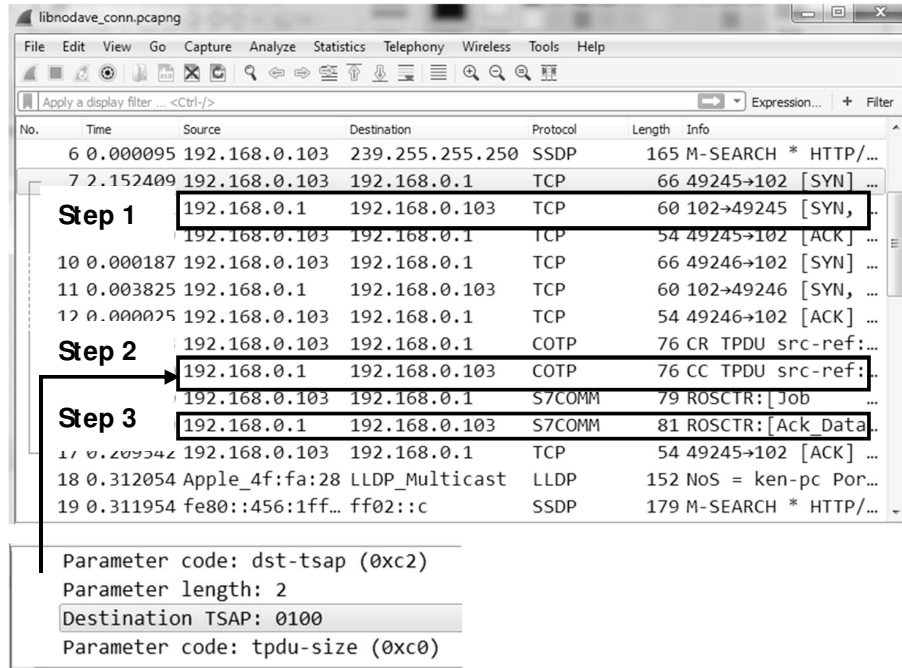 libnodave_conn.pcapng
File Edit View Go Capture Analyze Statistics Telephony Wireless Tools Help
Apply a display filter ... <Ctrl-/> Expression... + Filter
No. Time Source Destination Protocol Length Info
6 0.000095 192.168.0.103 239.255.255.250 SSDP 165 M-SEARCH * HTTP/…
7 2.152409 192.168.0.103 192.168.0.1 TCP 66 49245→102 [SYN] …
Step 1 192.168.0.1 192.168.0.103 TCP 60 102→49245 [SYN, …
192.168.0.103 192.168.0.1 TCP 54 49245→102 [ACK] …
10 0.000187 192.168.0.103 192.168.0.1 TCP 66 49246→102 [SYN] …
11 0.003825 192.168.0.1 192.168.0.103 TCP 60 102→49246 [SYN, …
12 0.000025 192.168.0.103 192.168.0.1 TCP 54 49246→102 [ACK] …
Step 2 192.168.0.103 192.168.0.1 COTP 76 CR TPDU src-ref:…
192.168.0.1 192.168.0.103 COTP 76 CC TPDU src-ref:…
Step 3 192.168.0.103 192.168.0.1 S7COMM 79 ROSCTR:[Job …
192.168.0.1 192.168.0.103 S7COMM 81 ROSCTR:[Ack_Data…
17 0.209542 192.168.0.103 192.168.0.1 TCP 54 49245→102 [ACK] …
18 0.312054 Apple_4f:fa:28 LLDP_Multicast LLDP 152 NoS = ken-pc Por…
19 0.311954 fe80::456:1ff… ff02::c SSDP 179 M-SEARCH * HTTP/…
Parameter code: dst-tsap (0xc2)
Parameter length: 2
Destination TSAP: 0100
Parameter code: tpdu-size (0xc0)